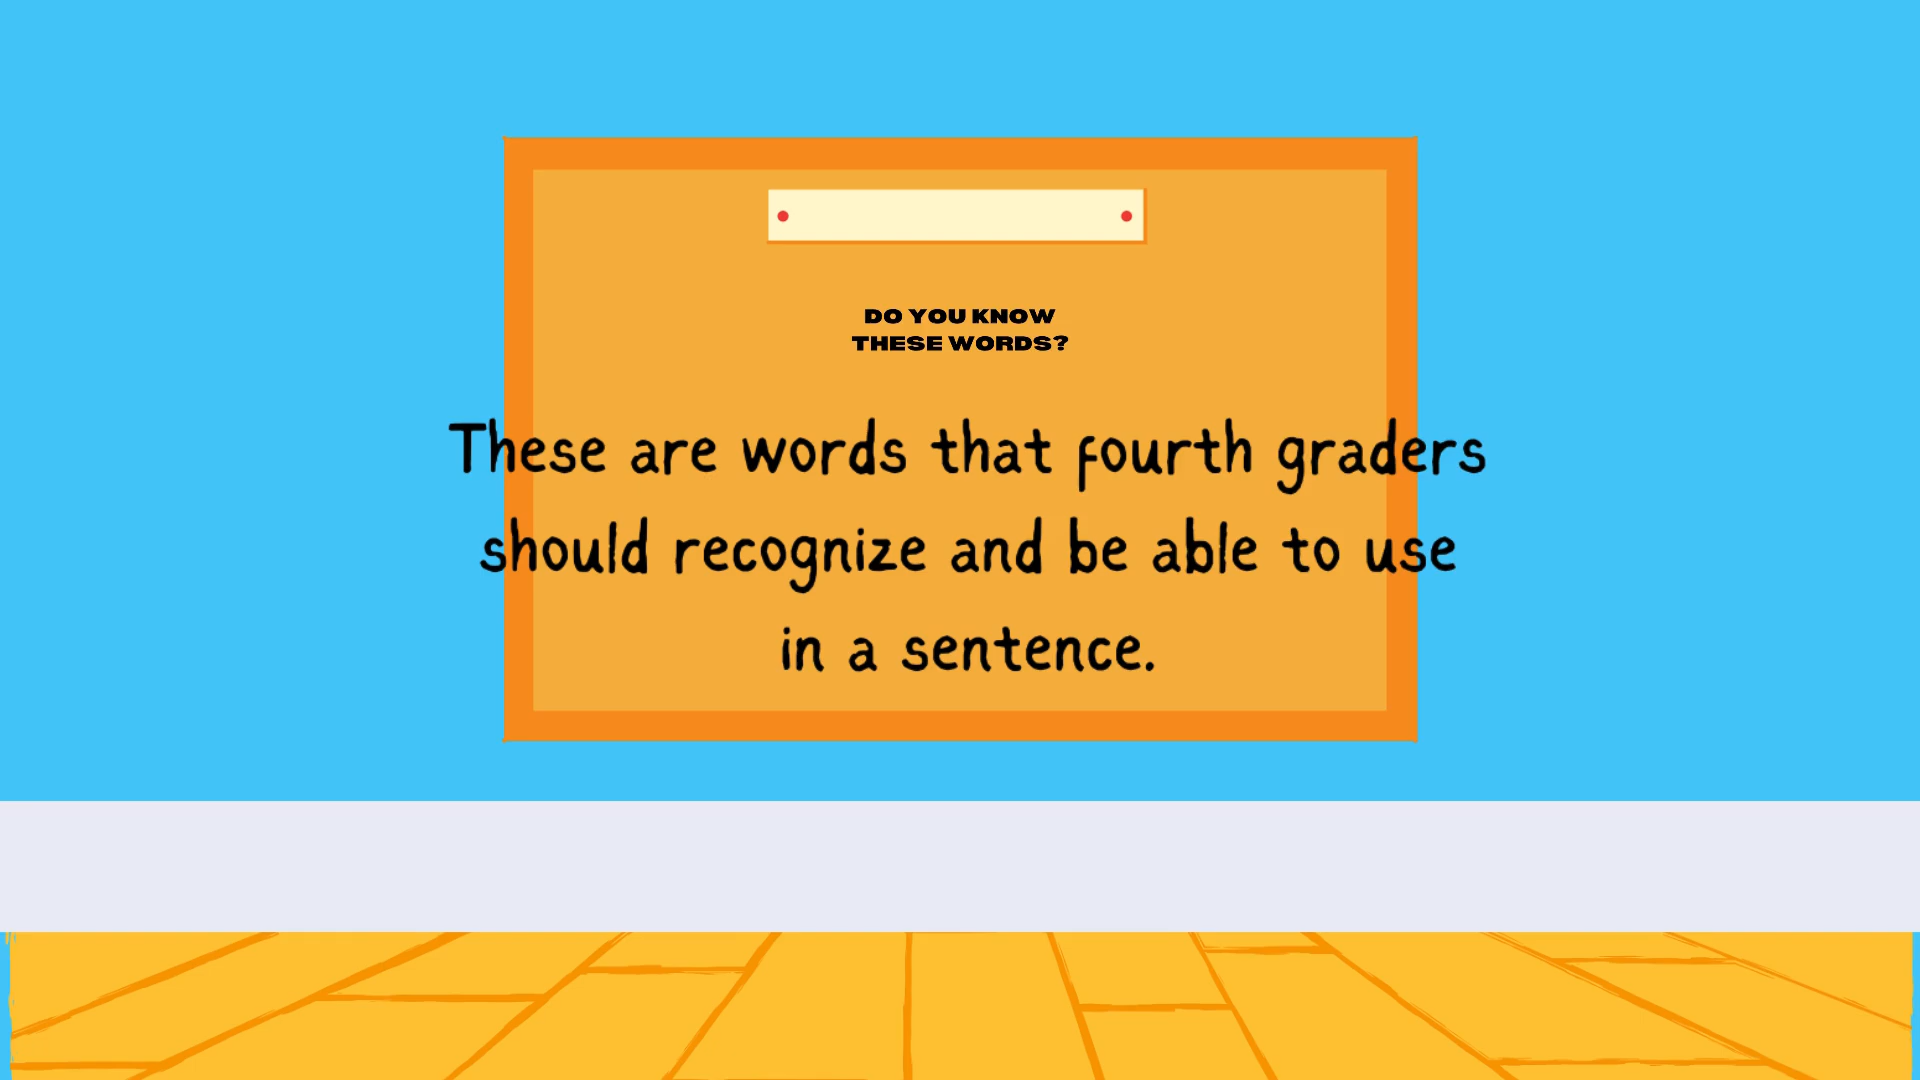 DO YOU KNOW
THESE WORDS?
These are words that fourth graders
should recognize and be able to use
in a sentence.